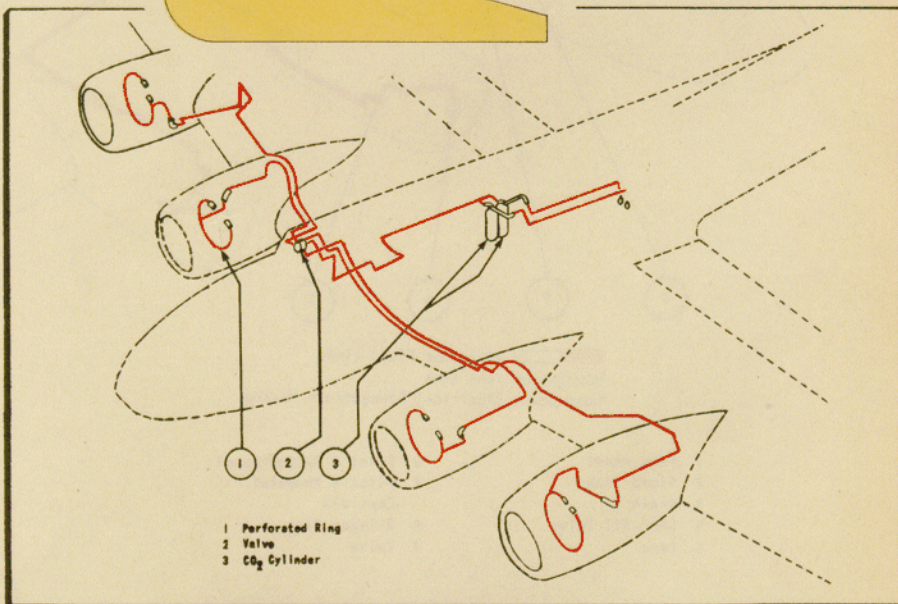 1 2 3
1 Perforated Ring
2 Valve
3 CO₂ Cylinder